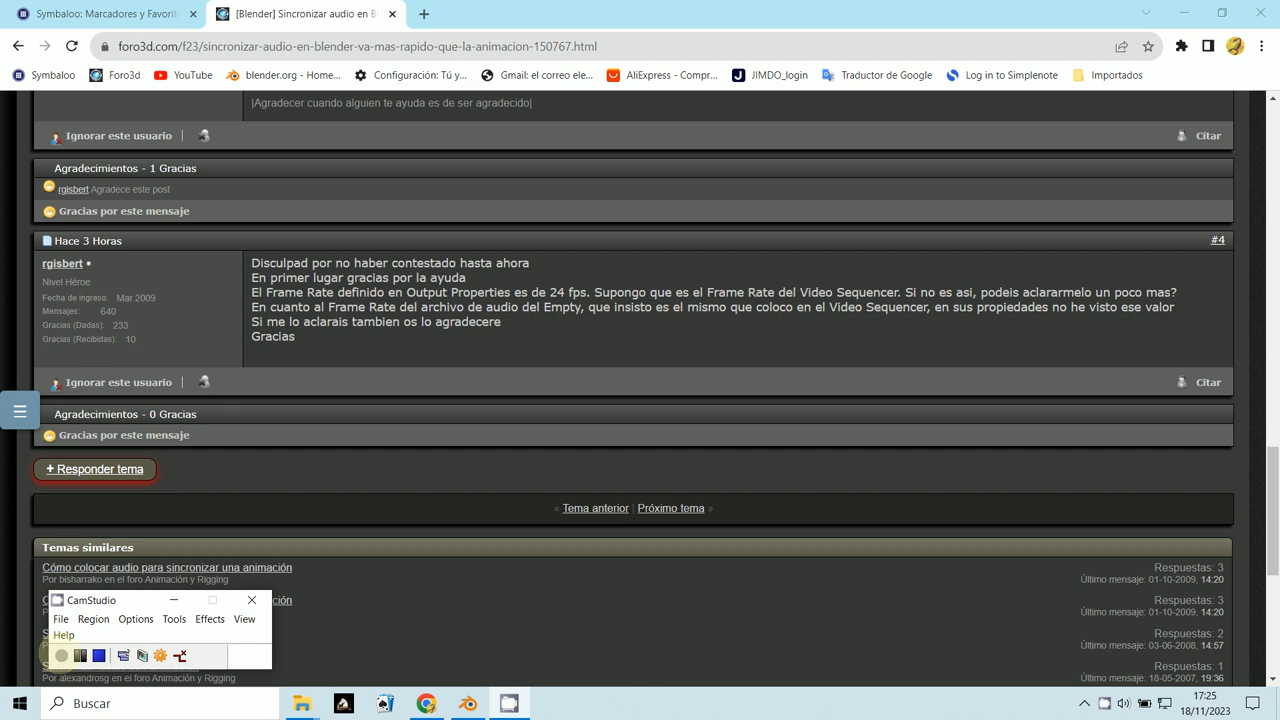 Symbaloo: Marcadores y Favorit
[Blender] Sincronizar audio en B
foro3d.com/f23/sincronizar-audio-en-blender-va-mas-rapido-que-la-animacion-150767.html
Symbaloo
Foro3d
YouTube
blender.org - Home...
Configuración: Tú y...
Gmail: el correo ele...
AliExpress - Compr...
JIMDO_login
Traductor de Google
Log in to Simplenote
Importados
|Agradecer cuando alguien te ayuda es de ser agradecido|
Ignorar este usuario |
Citar
Agradecimientos - 1 Gracias
rgisbert Agradece este post
Gracias por este mensaje
Hace 3 Horas
#4
rgisbert
Nivel Héroe
Fecha de ingreso: Mar 2009
Mensajes: 640
Gracias (Dadas): 233
Gracias (Recibidas): 10
Disculpad por no haber contestado hasta ahora
En primer lugar gracias por la ayuda
El Frame Rate definido en Output Properties es de 24 fps. Supongo que es el Frame Rate del Video Sequencer. Si no es asi, podeis aclararmelo un poco mas?
En cuanto al Frame Rate del archivo de audio del Empty, que insisto es el mismo que coloco en el Video Sequencer, en sus propiedades no he visto ese valor
Si me lo aclarais tambien os lo agradecere
Gracias
Ignorar este usuario |
Citar
Agradecimientos - 0 Gracias
Gracias por este mensaje
+ Responder tema
« Tema anterior | Próximo tema »
Temas similares
Cómo colocar audio para sincronizar una animación
Por bisharrako en el foro Animación y Rigging
Respuestas: 3
Último mensaje: 01-10-2009, 14:20
ción
Respuestas: 3
Último mensaje: 01-10-2009, 14:20
Respuestas: 2
Último mensaje: 03-06-2008, 14:57
Respuestas: 1
Por alexandrosg en el foro Animación y Rigging
Último mensaje: 18-05-2007, 19:36
CamStudio
File Region Options Tools Effects View
Help
Buscar
17:25
18/11/2023